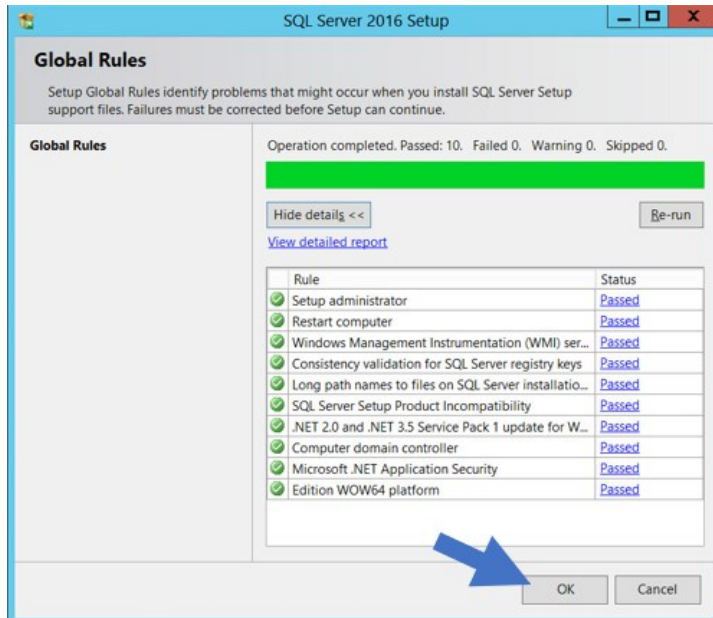 SQL Server 2016 Setup
Global Rules
Setup Global Rules identify problems that might occur when you install SQL Server Setup
support files. Failures must be corrected before Setup can continue.
Global Rules
Operation completed. Passed: 10. Failed 0. Warning 0. Skipped 0.
Hide details <<
Re-run
View detailed report
Rule Status
Setup administrator Passed
Restart computer Passed
Windows Management Instrumentation (WMI) ser... Passed
Consistency validation for SQL Server registry keys Passed
Long path names to files on SQL Server installatio... Passed
SQL Server Setup Product Incompatibility Passed
.NET 2.0 and .NET 3.5 Service Pack 1 update for W... Passed
Computer domain controller Passed
Microsoft .NET Application Security Passed
Edition WOW64 platform Passed
OK Cancel